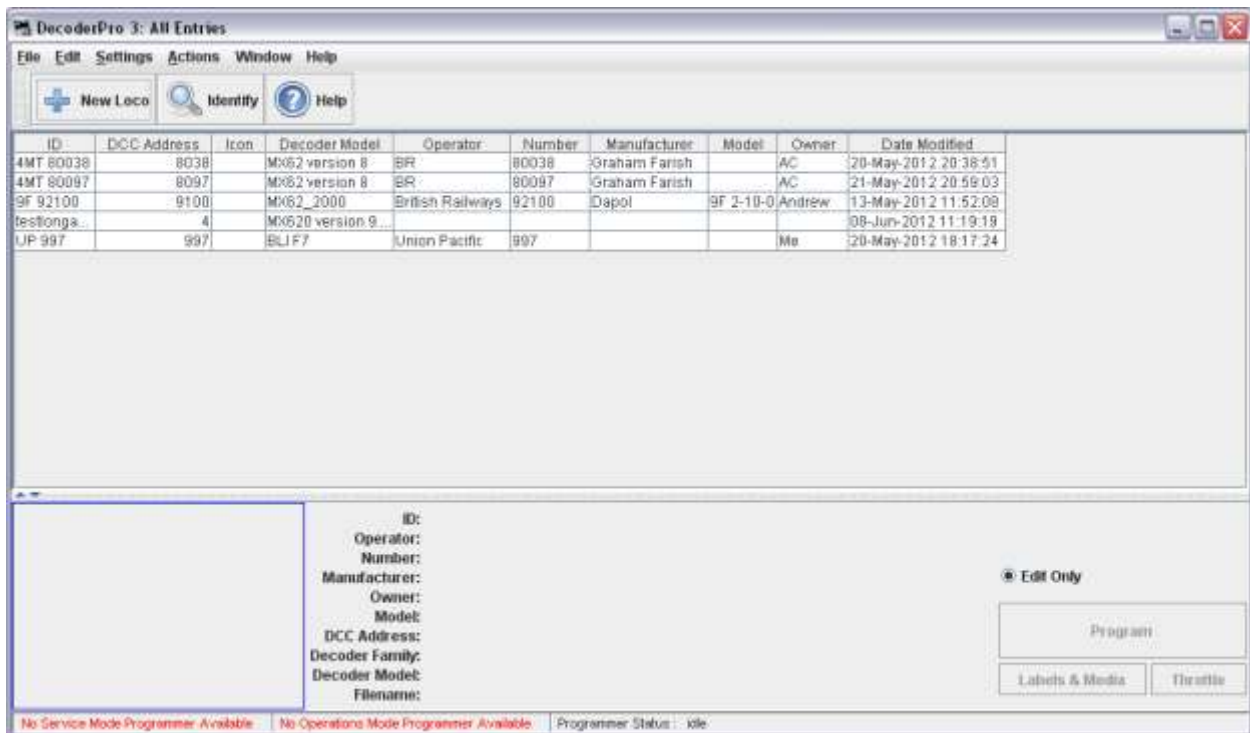 DecoderPro 3: All Entries
File Edit Settings Actions Window Help
New Loco Identify Help
ID DCC Address Icon Decoder Model Operator Number Manufacturer Model Owner Date Modified
4MT 80038 8038 MX62 version 8 BR 80038 Graham Farish AC 20-May-2012 20:38:51
4MT 80097 8097 MX62 version 8 BR 80097 Graham Farish AC 21-May-2012 20:59:03
9F 92100 9100 MX62_2000 British Railways 92100 Dapol 9F 2-10-0 Andrew 13-May-2012 11:52:08
testlonga... 4 MX620 version 9.... 08-Jun-2012 11:19:19
UP 997 997 BLI F7 Union Pacific 997 Me 20-May-2012 18:17:24
ID:
Operator:
Number:
Manufacturer:
Owner:
Model:
DCC Address:
Decoder Family:
Decoder Model:
Filename:
Edit Only
Program
Labels & Media Throttle
No Service Mode Programmer Available No Operations Mode Programmer Available Programmer Status : idle